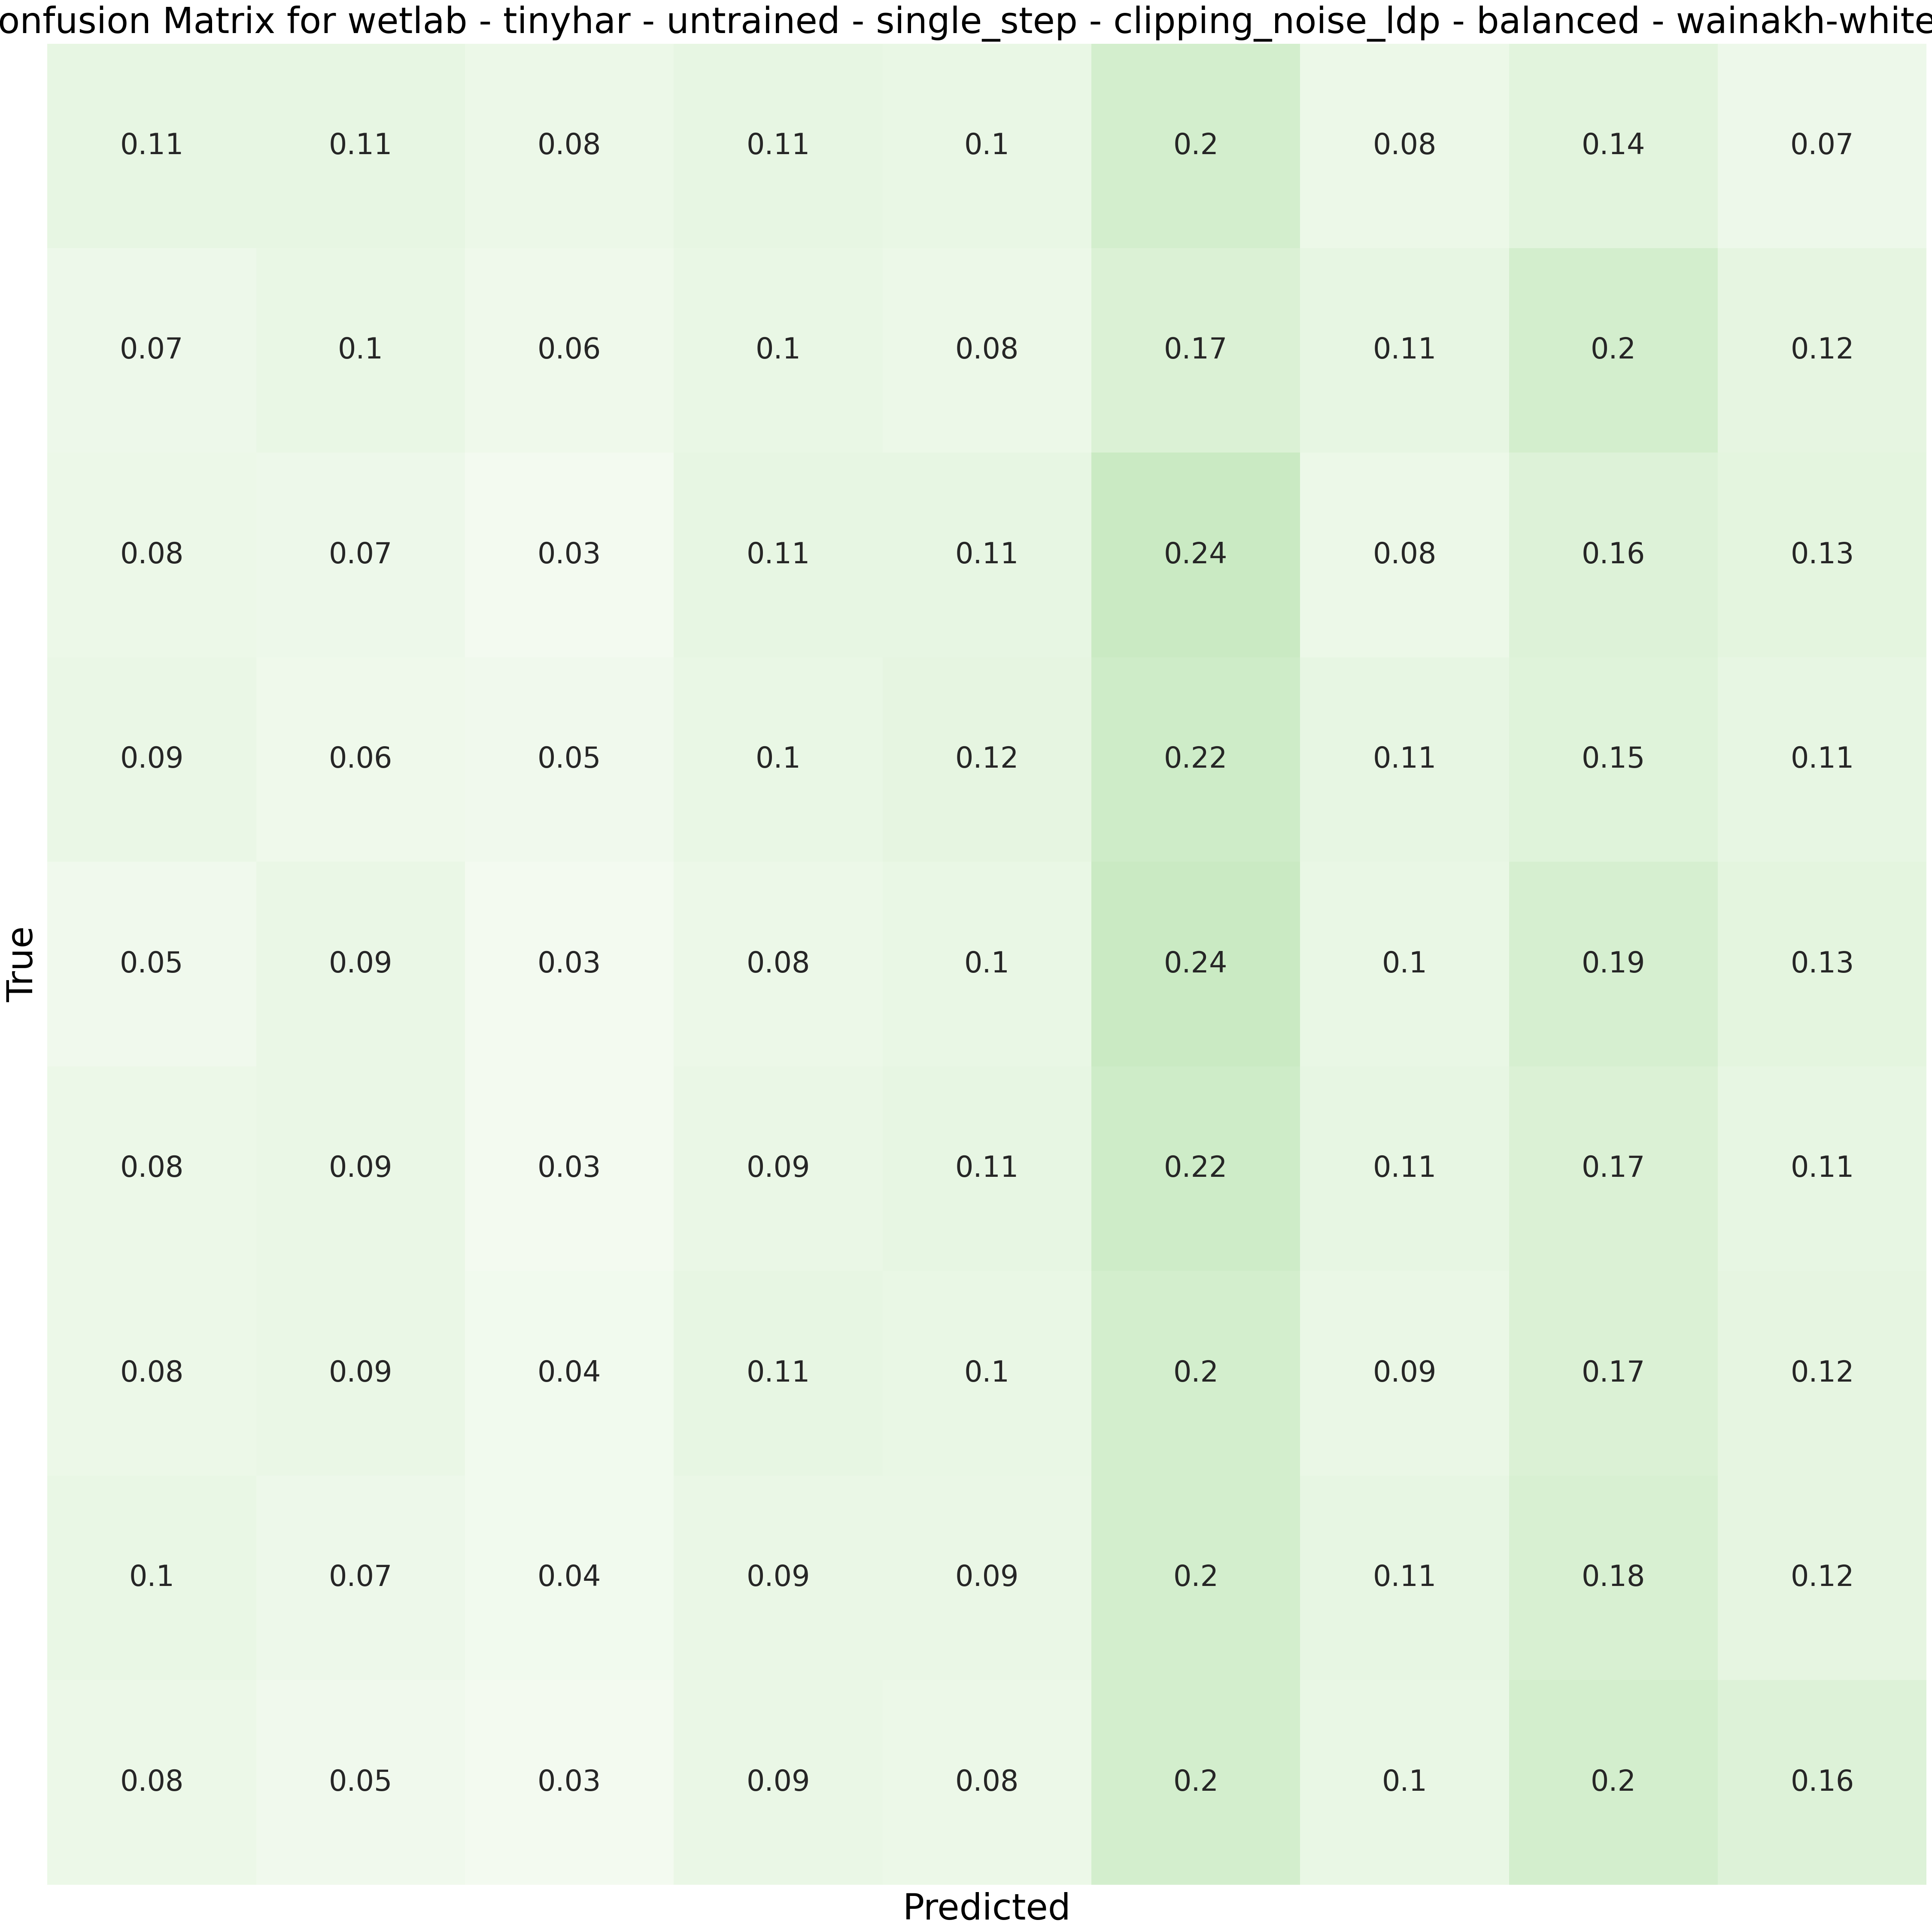 onfusion Matrix for wetlab - tinyhar - untrained - single_step - clipping_noise_ldp - balanced - wainakh-white
0.11 0.11 0.08 0.11 0.1 0.2 0.08 0.14 0.07
0.07 0.1 0.06 0.1 0.08 0.17 0.11 0.2 0.12
0.08 0.07 0.03 0.11 0.11 0.24 0.08 0.16 0.13
0.09 0.06 0.05 0.1 0.12 0.22 0.11 0.15 0.11
0.05 0.09 0.03 0.08 0.1 0.24 0.1 0.19 0.13
0.08 0.09 0.03 0.09 0.11 0.22 0.11 0.17 0.11
0.08 0.09 0.04 0.11 0.1 0.2 0.09 0.17 0.12
0.1 0.07 0.04 0.09 0.09 0.2 0.11 0.18 0.12
0.08 0.05 0.03 0.09 0.08 0.2 0.1 0.2 0.16
True
Predicted